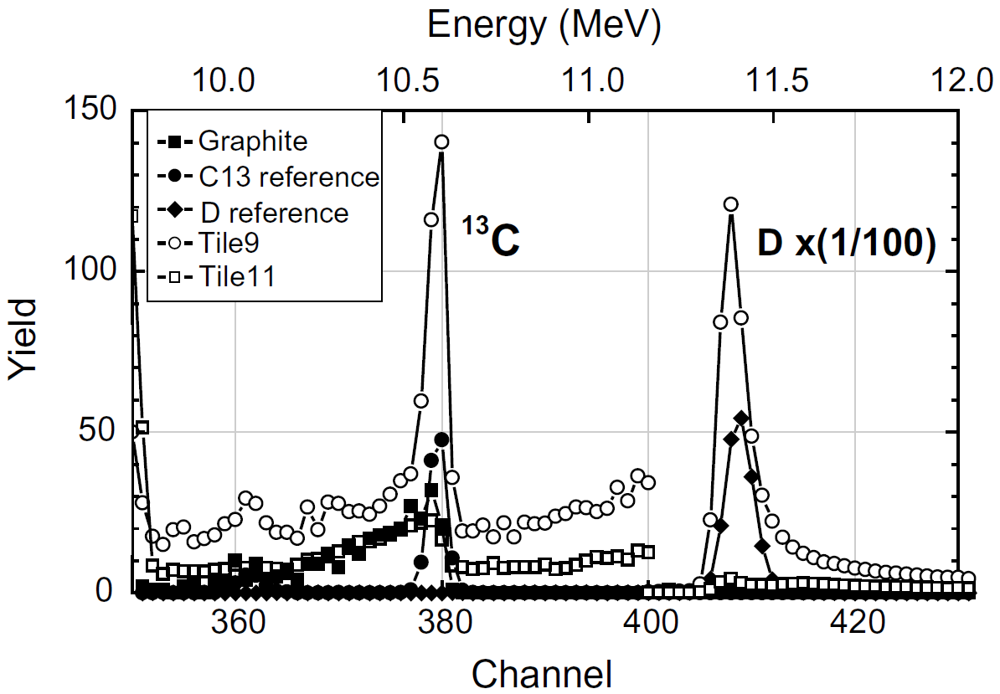 Energy (MeV)
10.0 10.5 11.0 11.5 12.0
150
Graphite
C13 reference
D reference
Tile9
Tile11
13C
D x(1/100)
100
50
0
Yield
360 380 400 420
Channel